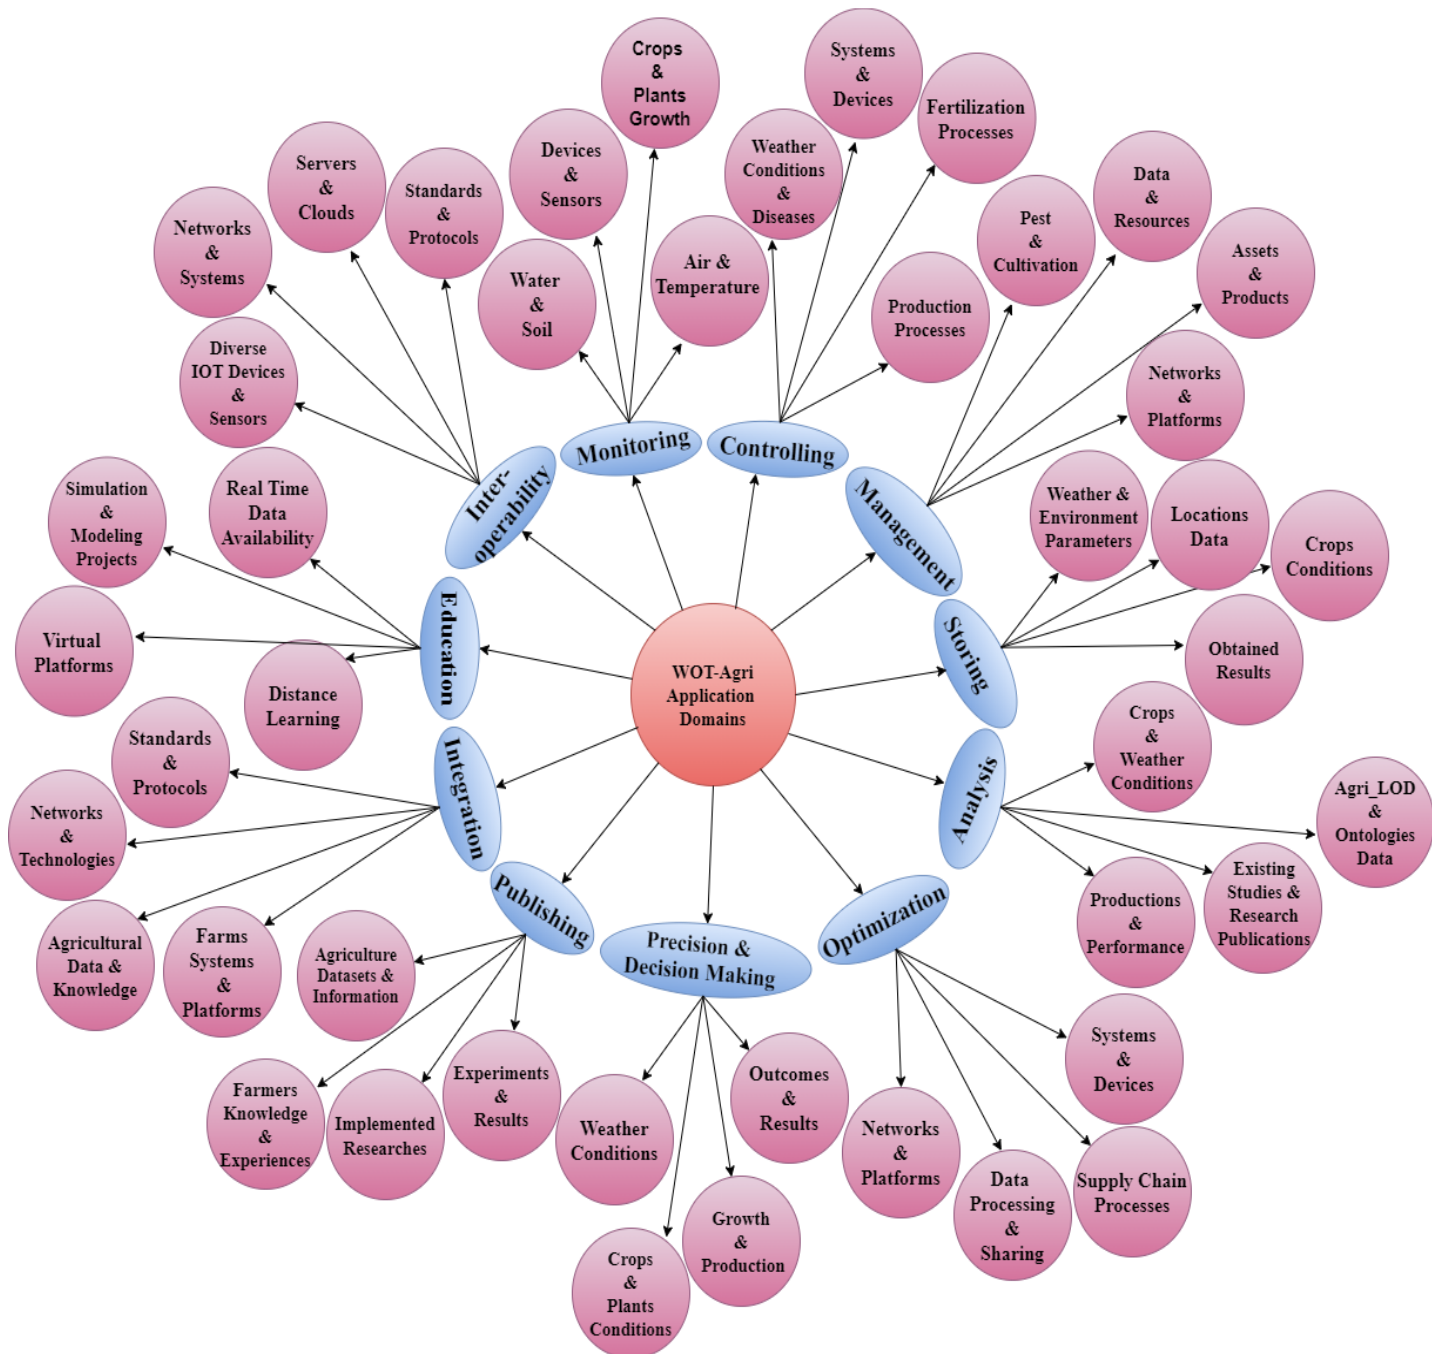 WOT-Agri
Application
Domains
Monitoring
Crops
&
Plants
Growth
Devices
&
Sensors
Water
&
Soil
Air &
Temperature
Controlling
Systems
&
Devices
Fertilization
Processes
Weather
Conditions
&
Diseases
Production
Processes
Management
Pest
&
Cultivation
Data
&
Resources
Assets
&
Products
Networks
&
Platforms
Storing
Weather &
Environment
Parameters
Locations
Data
Crops
Conditions
Obtained
Results
Analysis
Crops
&
Weather
Conditions
Agri_LOD
&
Ontologies
Data
Existing
Studies &
Research
Publications
Productions
&
Performance
Optimization
Systems
&
Devices
Supply Chain
Processes
Data
Processing
&
Sharing
Networks
&
Platforms
Precision &
Decision Making
Outcomes
&
Results
Growth
&
Production
Crops
&
Plants
Conditions
Weather
Conditions
Publishing
Experiments
&
Results
Implemented
Researches
Farmers
Knowledge
&
Experiences
Agriculture
Datasets &
Information
Integration
Farms
Systems
&
Platforms
Agricultural
Data &
Knowledge
Networks
&
Technologies
Standards
&
Protocols
Education
Distance
Learning
Virtual
Platforms
Simulation
&
Modeling
Projects
Real Time
Data
Availability
Inter-
operability
Diverse
IOT Devices
&
Sensors
Networks
&
Systems
Servers
&
Clouds
Standards
&
Protocols